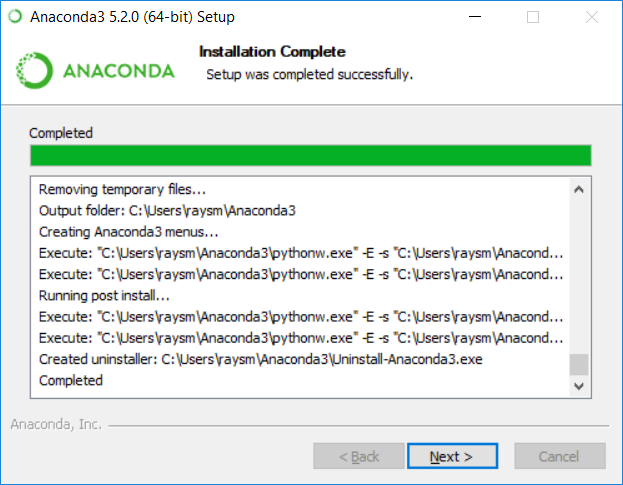 Anaconda3 5.2.0 (64-bit) Setup
ANACONDA
Installation Complete
Setup was completed successfully.
Completed
Removing temporary files...
Output folder: C:\Users\raysm\Anaconda3
Creating Anaconda3 menus...
Execute: "C:\Users\raysm\Anaconda3\pythonw.exe" -E -s "C:\Users\raysm\Anacond...
Execute: "C:\Users\raysm\Anaconda3\pythonw.exe" -E -s "C:\Users\raysm\Anacond...
Running post install...
Execute: "C:\Users\raysm\Anaconda3\pythonw.exe" -E -s "C:\Users\raysm\Anacond...
Execute: "C:\Users\raysm\Anaconda3\pythonw.exe" -E -s "C:\Users\raysm\Anacond...
Created uninstaller: C:\Users\raysm\Anaconda3\Uninstall-Anaconda3.exe
Completed
Anaconda, Inc.
< Back
Next >
Cancel